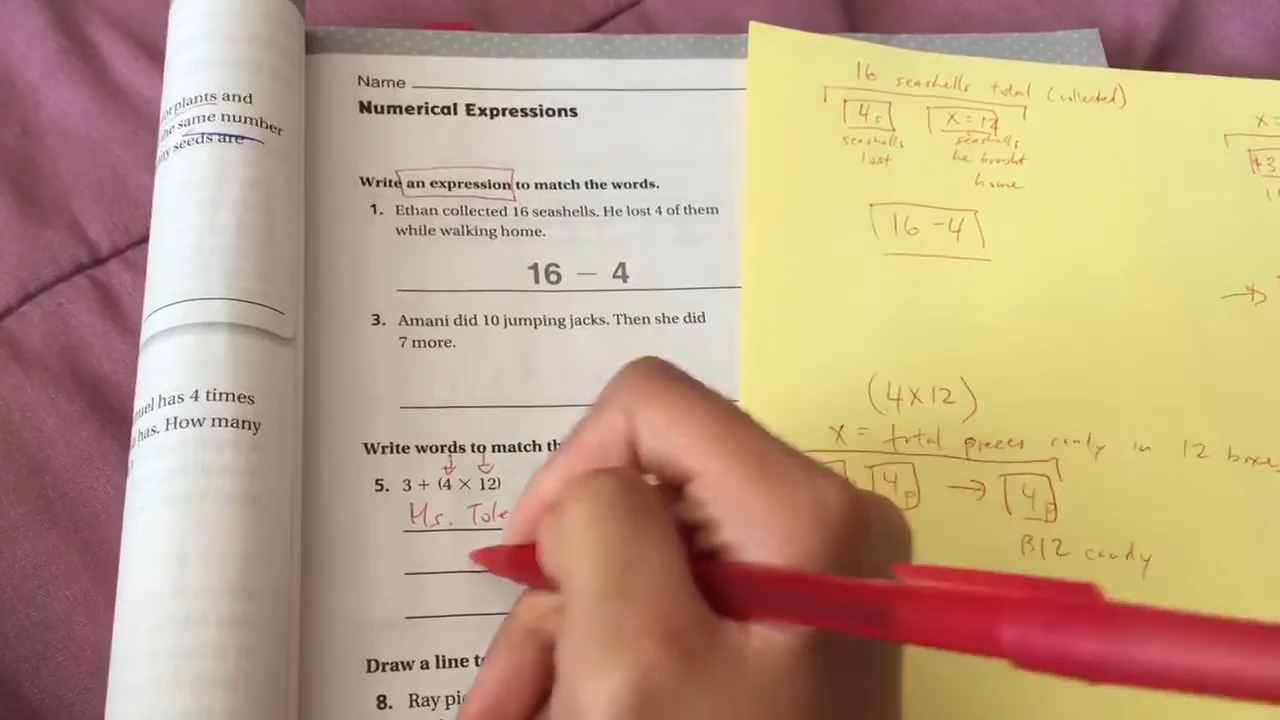 plants and
same number
seeds are
has 4 times
has. How many
Name
Numerical Expressions
Write an expression to match the words.
1. Ethan collected 16 seashells. He lost 4 of them
while walking home.
16 – 4
3. Amani did 10 jumping jacks. Then she did
7 more.
Write words to match th
5. 3 + (4 × 12)
Ms. Tole
Draw a line t
8. Ray pi
16 seashells total (collected)
4s
seashells
lost
x = 12
seashells
he brought
home
16 - 4
(4 x 12)
x = total pieces candy in 12 boxe
4p → 4p
B12 candy
x =
→